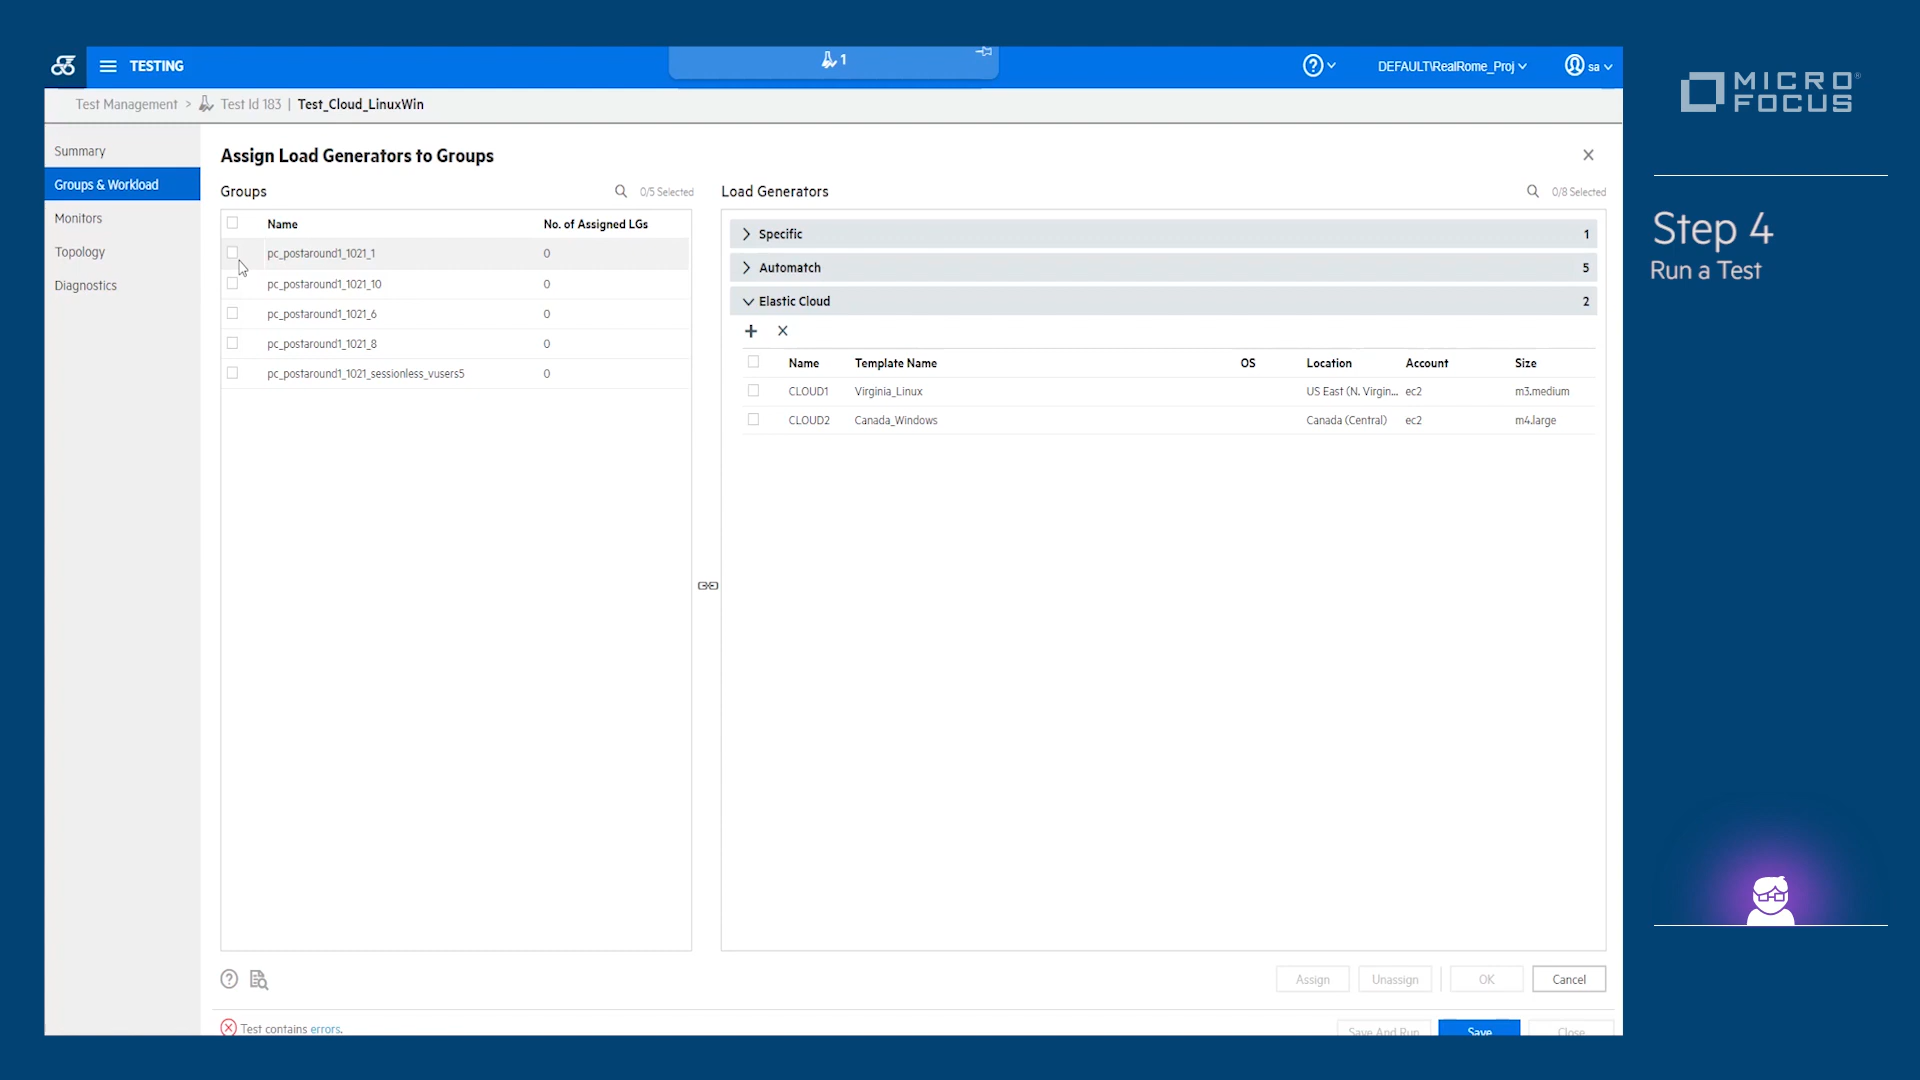 TESTING
1
DEFAULT\RealRome_Proj
sa
MICRO
FOCUS
Test Management > Test Id 183 | Test_Cloud_LinuxWin
Step 4
Run a Test
Summary
Groups & Workload
Monitors
Topology
Diagnostics
Assign Load Generators to Groups
Groups
0/5 Selected
Name No. of Assigned LGs
pc_postaround1_1021_1 0
pc_postaround1_1021_10 0
pc_postaround1_1021_6 0
pc_postaround1_1021_8 0
pc_postaround1_1021_sessionless_vusers5 0
Load Generators
0/8 Selected
Specific 1
Automatch 5
Elastic Cloud 2
Name Template Name OS Location Account Size
CLOUD1 Virginia_Linux US East (N. Virgin... ec2 m3.medium
CLOUD2 Canada_Windows Canada (Central) ec2 m4.large
Assign Unassign OK Cancel
Test contains errors.
Save And Run Save Close